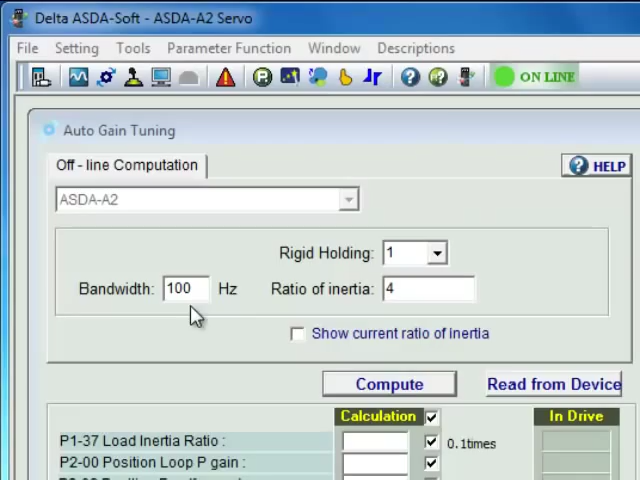 Delta ASDA-Soft - ASDA-A2 Servo
File Setting Tools Parameter Function Window Descriptions
ON LINE
Auto Gain Tuning
Off - line Computation
HELP
ASDA-A2
Rigid Holding: 1
Bandwidth: 100 Hz Ratio of inertia: 4
Show current ratio of inertia
Compute Read from Device
Calculation In Drive
P1-37 Load Inertia Ratio : 0.1times
P2-00 Position Loop P gain :